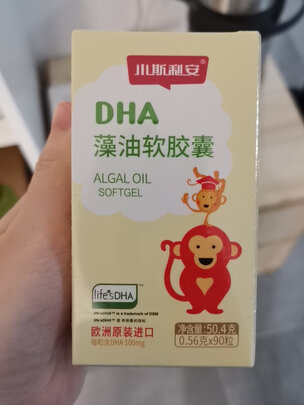 小斯利安
DHA
藻油软胶囊
ALGAL OIL
SOFTGEL
life'sDHA™
life'sDHA™ is a trademark of DSM
欧洲原装进口
每粒含DHA 100mg
净含量:50.4克
0.56克x90粒